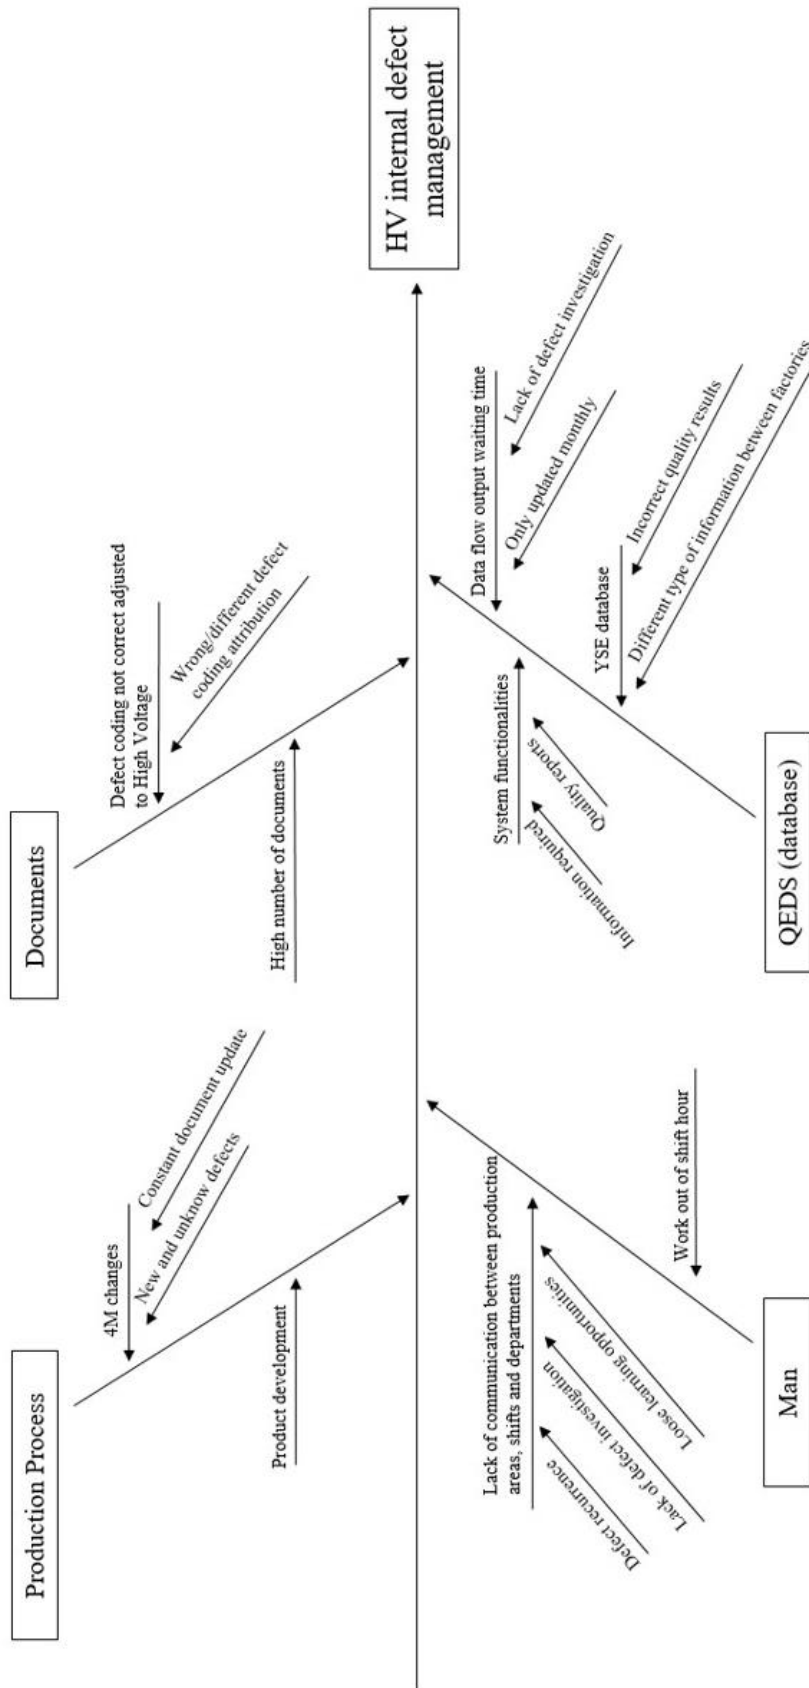 Production Process
4M changes
Constant document update
New and unknow defects
Product development
Documents
Defect coding not correct adjusted
to High Voltage
Wrong/different defect
coding attribution
High number of documents
HV internal defect
management
Man
Lack of communication between production
areas, shifts and departments
Defect recurrence
Lack of defect investigation
Loose learning opportunities
Work out of shift hour
QEDS (database)
System functionalities
Information required
Quality reports
Data flow output waiting time
Lack of defect investigation
Only updated monthly
YSE database
Incorrect quality results
Different type of information between factories